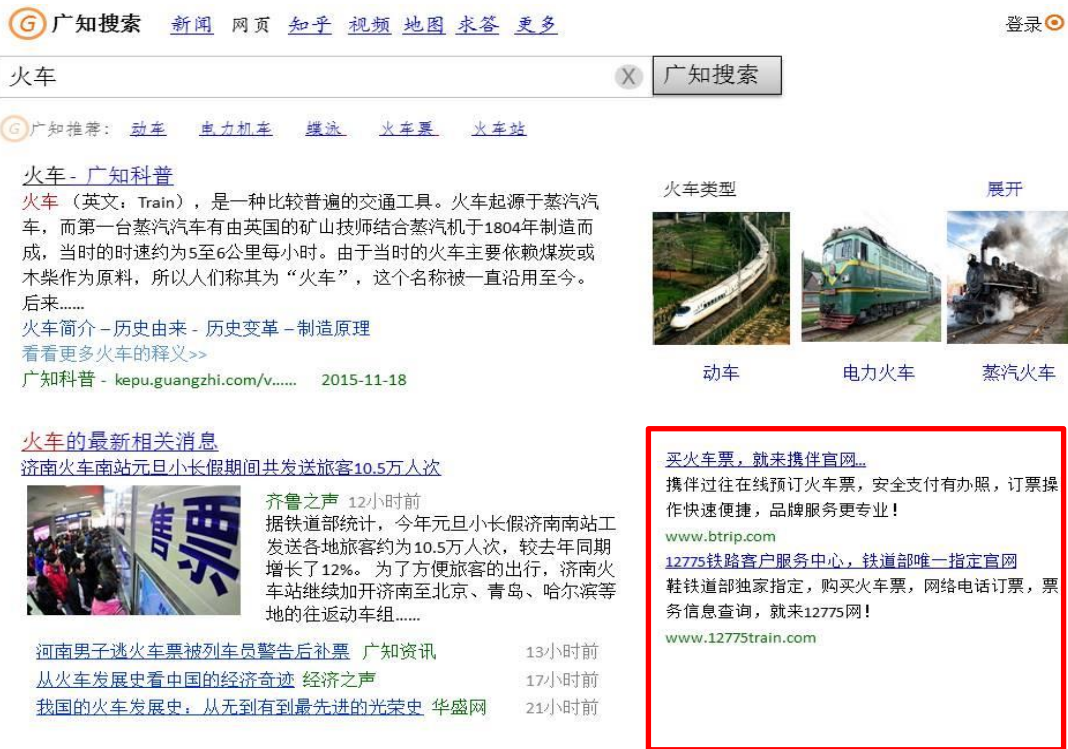 广知搜索 新闻 网页 知乎 视频 地图 求答 更多 登录
火车 X 广知搜索
广知推荐: 动车 电力机车 蝶泳 火车票 火车站
火车 - 广知科普
火车 (英文: Train), 是一种比较普遍的交通工具。火车起源于蒸汽汽
车, 而第一台蒸汽汽车有由英国的矿山技师结合蒸汽机于1804年制造而
成, 当时的时速约为5至6公里每小时。由于当时的火车主要依赖煤炭或
木柴作为原料, 所以人们称其为“火车”, 这个名称被一直沿用至今。
后来......
火车简介 – 历史由来 - 历史变革 – 制造原理
看看更多火车的释义>>
广知科普 - kepu.guangzhi.com/v...... 2015-11-18
火车类型 展开
动车 电力火车 蒸汽火车
火车的最新相关消息
济南火车南站元旦小长假期间共发送旅客10.5万人次
售票
齐鲁之声 12小时前
据铁道部统计, 今年元旦小长假济南南站工
发送各地旅客约为10.5万人次, 较去年同期
增长了12%。 为了方便旅客的出行, 济南火
车站继续加开济南至北京、青岛、哈尔滨等
地的往返动车组......
河南男子逃火车票被列车员警告后补票 广知资讯 13小时前
从火车发展史看中国的经济奇迹 经济之声 17小时前
我国的火车发展史: 从无到有到最先进的光荣史 华盛网 21小时前
买火车票, 就来携伴官网...
携伴过往在线预订火车票, 安全支付有办照, 订票操
作快速便捷, 品牌服务更专业!
www.btrip.com
12775铁路客户服务中心, 铁道部唯一指定官网
鞋铁道部独家指定, 购买火车票, 网络电话订票, 票
务信息查询, 就来12775网!
www.12775train.com